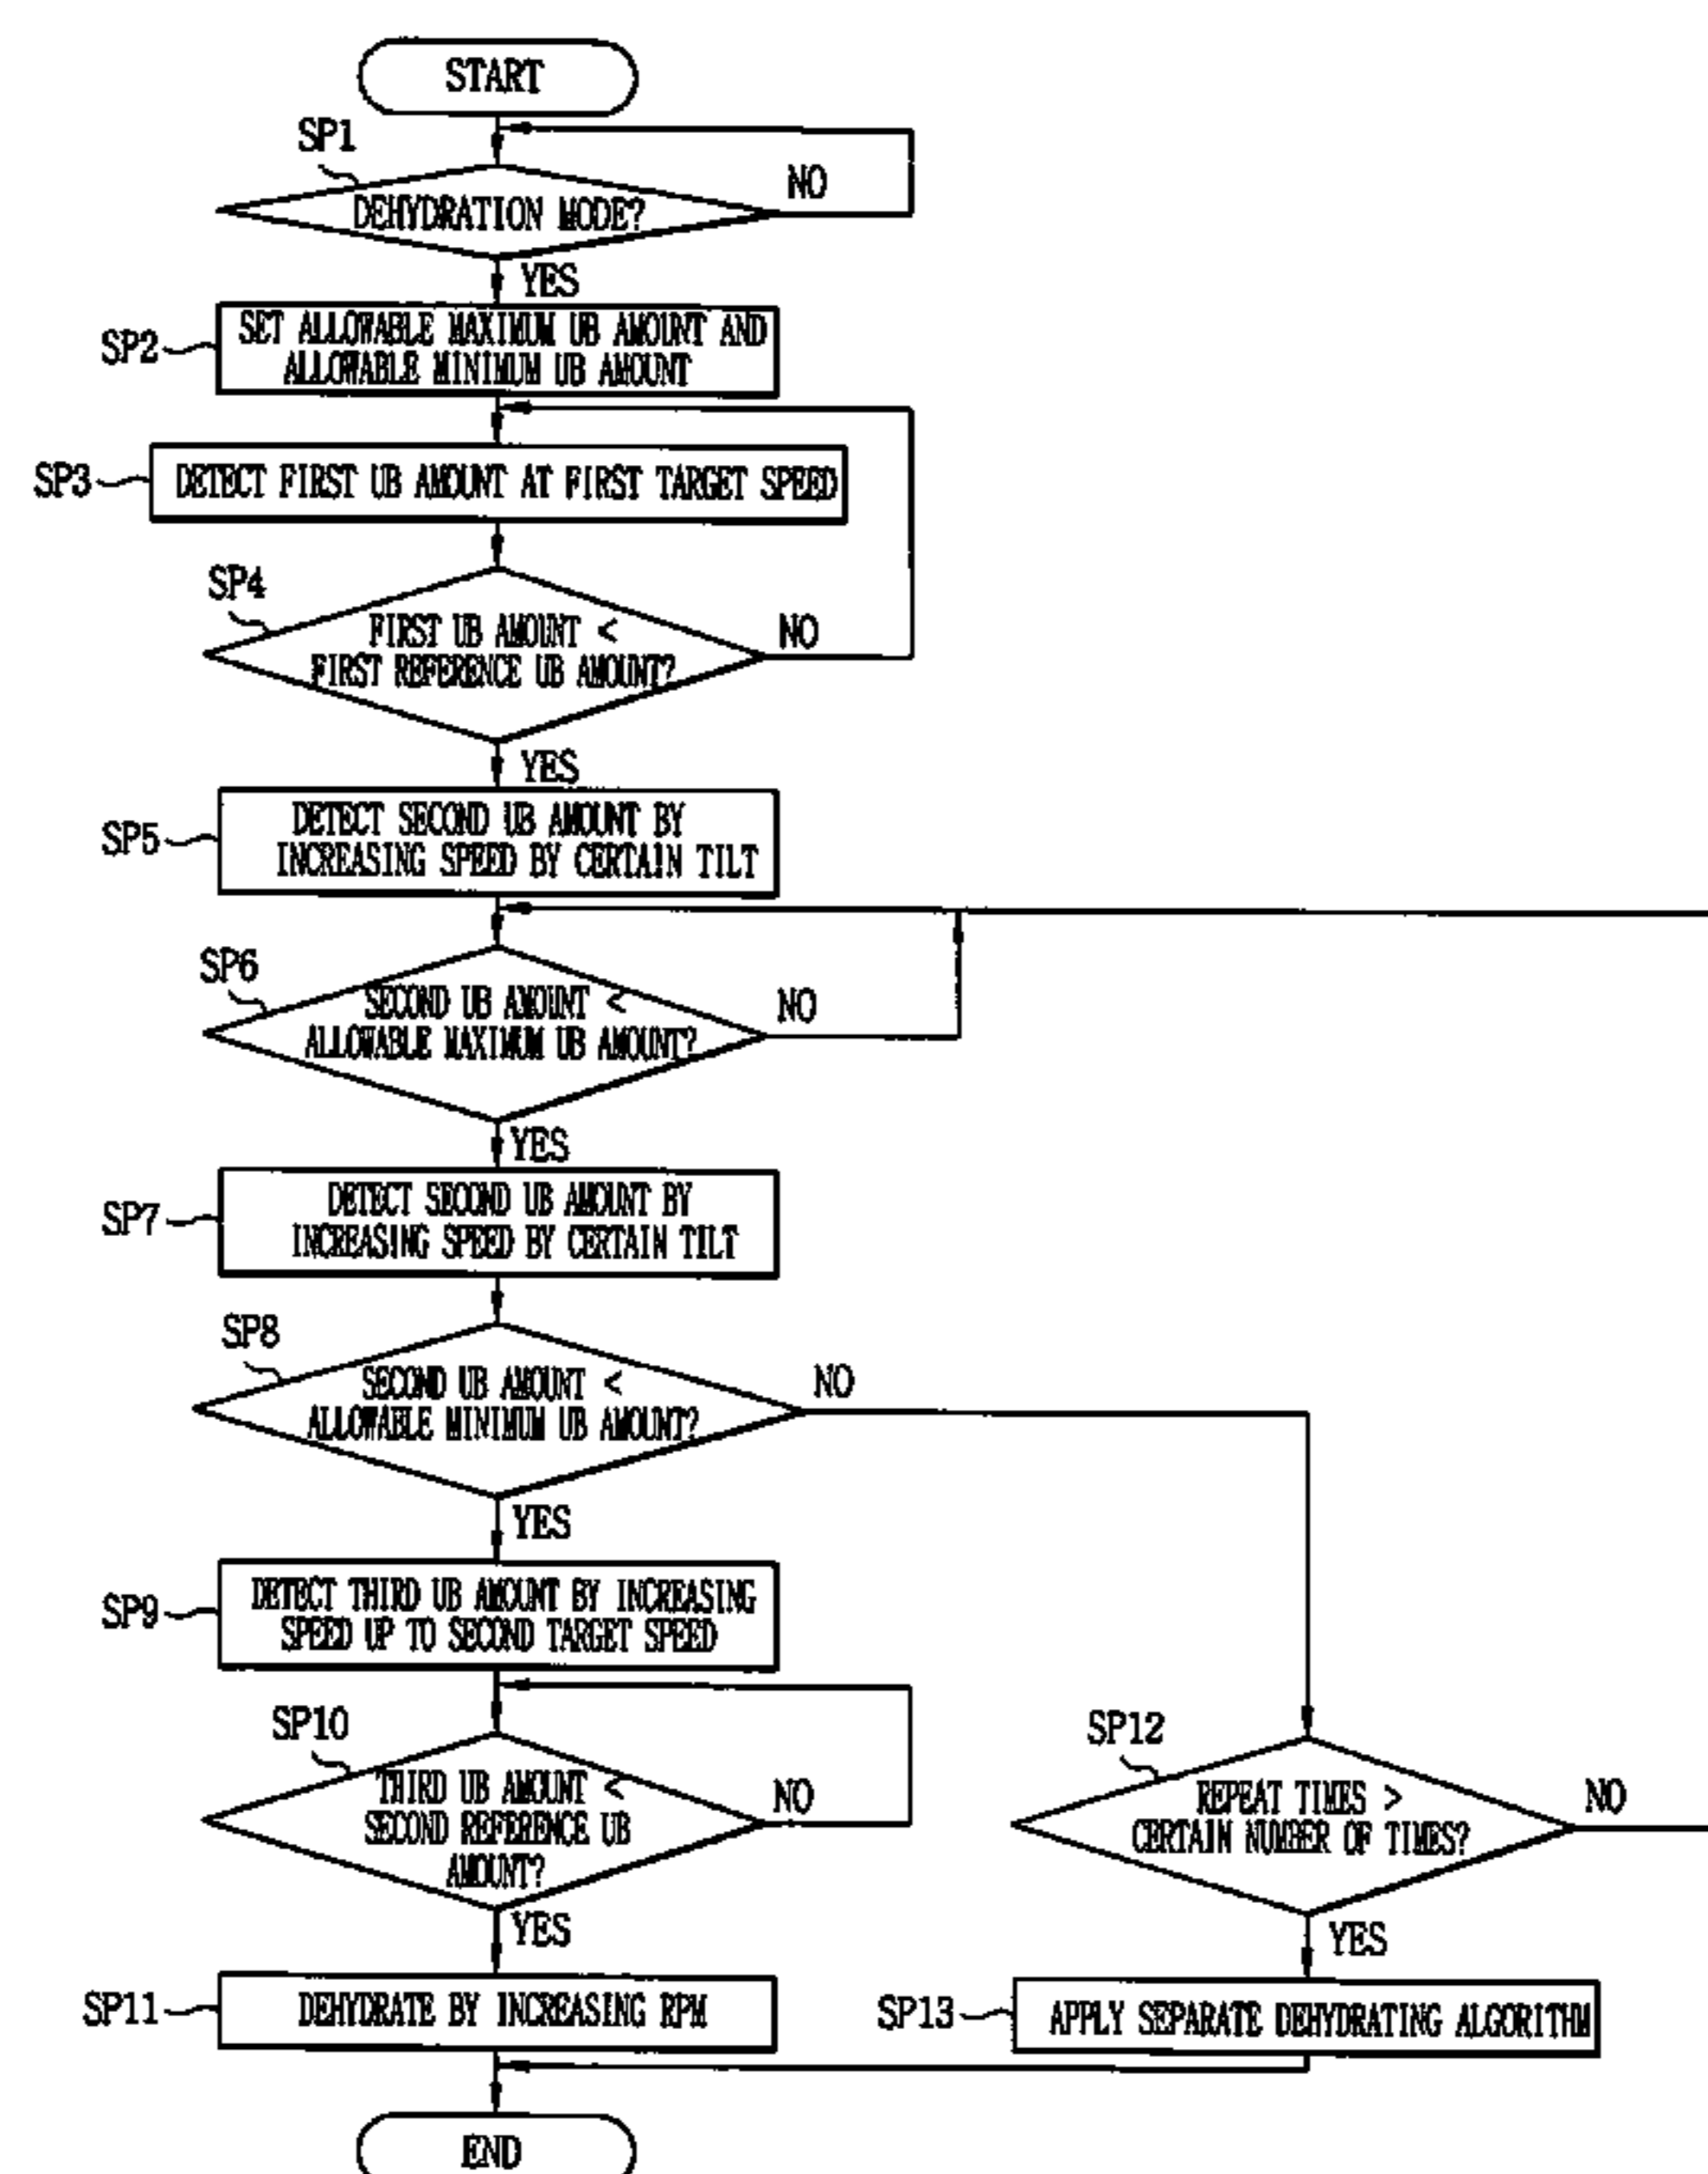 START
SP1
DEHYDRATION MODE?
NO
YES
SP2
SET ALLOWABLE MAXIMUM UB AMOUNT AND
ALLOWABLE MINIMUM UB AMOUNT
SP3
DETECT FIRST UB AMOUNT AT FIRST TARGET SPEED
SP4
FIRST UB AMOUNT <
FIRST REFERENCE UB AMOUNT?
NO
YES
SP5
DETECT SECOND UB AMOUNT BY
INCREASING SPEED BY CERTAIN TILT
SP6
SECOND UB AMOUNT <
ALLOWABLE MAXIMUM UB AMOUNT?
NO
YES
SP7
DETECT SECOND UB AMOUNT BY
INCREASING SPEED BY CERTAIN TILT
SP8
SECOND UB AMOUNT <
ALLOWABLE MINIMUM UB AMOUNT?
NO
YES
SP9
DETECT THIRD UB AMOUNT BY INCREASING
SPEED UP TO SECOND TARGET SPEED
SP10
THIRD UB AMOUNT <
SECOND REFERENCE UB
AMOUNT?
NO
YES
SP12
REPEAT TIMES >
CERTAIN NUMBER OF TIMES?
NO
YES
SP11
DEHYDRATE BY INCREASING RPM
SP13
APPLY SEPARATE DEHYDRATING ALGORITHM
END